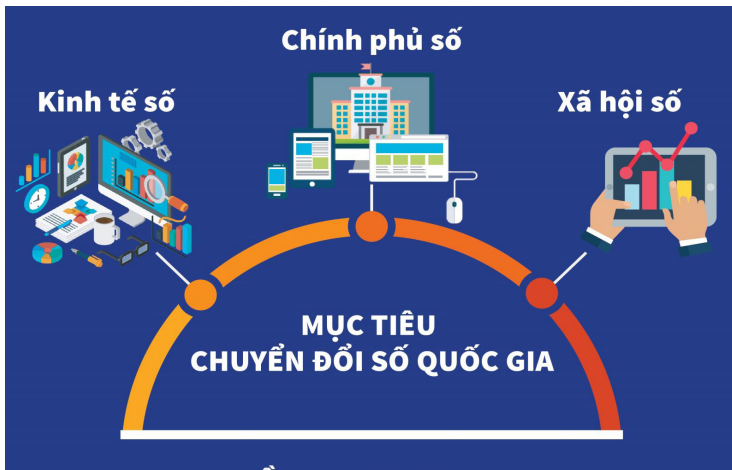 Chính phủ số
Kinh tế số
Xã hội số
MỤC TIÊU
CHUYỂN ĐỔI SỐ QUỐC GIA